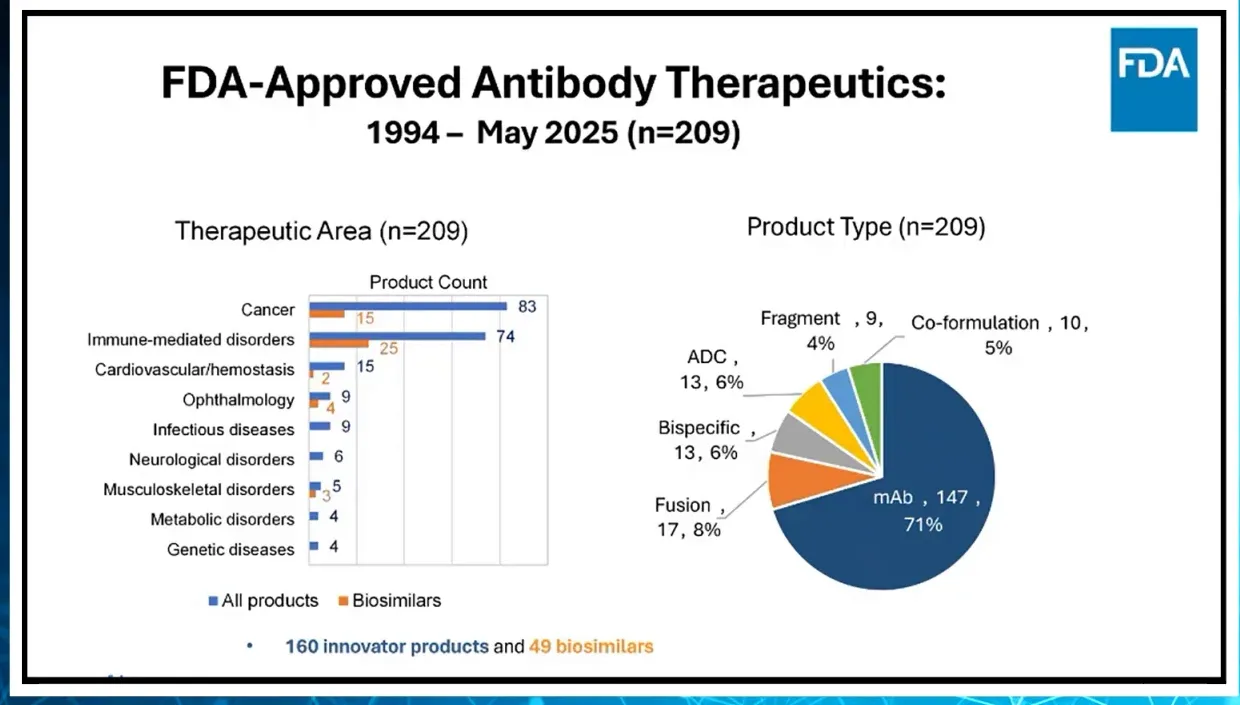 FDA-Approved Antibody Therapeutics:
1994 – May 2025 (n=209)
FDA
Therapeutic Area (n=209)
Product Count
Cancer 83
15
Immune-mediated disorders 74
25
Cardiovascular/hemostasis 15
2
Ophthalmology 9
4
Infectious diseases 9
Neurological disorders 6
Musculoskeletal disorders 5
3
Metabolic disorders 4
Genetic diseases 4
All products Biosimilars
Product Type (n=209)
Fragment , 9,
4%
Co-formulation , 10,
5%
ADC ,
13, 6%
Bispecific ,
13, 6%
Fusion ,
17, 8%
mAb , 147 ,
71%
• 160 innovator products and 49 biosimilars